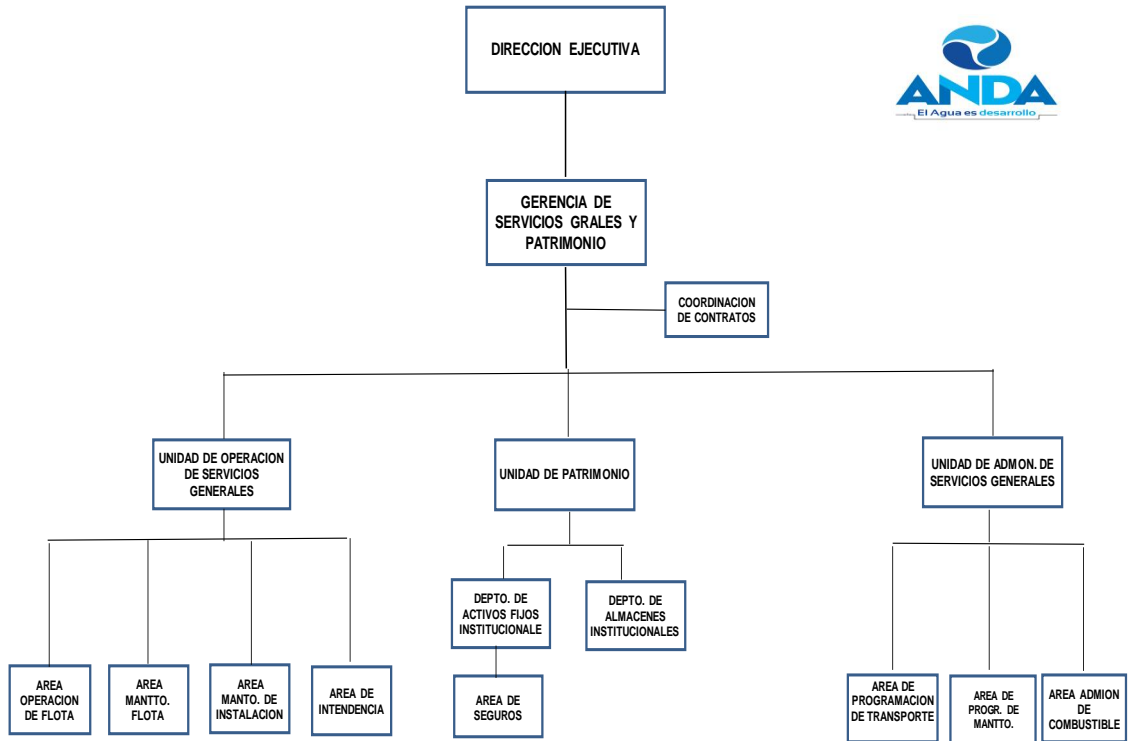 DIRECCION EJECUTIVA
ANDA
El Agua es desarrollo
GERENCIA DE
SERVICIOS GRALES Y
PATRIMONIO
COORDINACION
DE CONTRATOS
UNIDAD DE OPERACION
DE SERVICIOS
GENERALES
UNIDAD DE PATRIMONIO
UNIDAD DE ADMON. DE
SERVICIOS GENERALES
DEPTO. DE
ACTIVOS FIJOS
INSTITUCIONALE
DEPTO. DE
ALMACENES
INSTITUCIONALES
AREA
OPERACION
DE FLOTA
AREA
MANTTO.
FLOTA
AREA
MANTO. DE
INSTALACION
AREA DE
INTENDENCIA
AREA DE
SEGUROS
AREA DE
PROGRAMACION
DE TRANSPORTE
AREA DE
PROGR. DE
MANTTO.
AREA ADMION
DE
COMBUSTIBLE